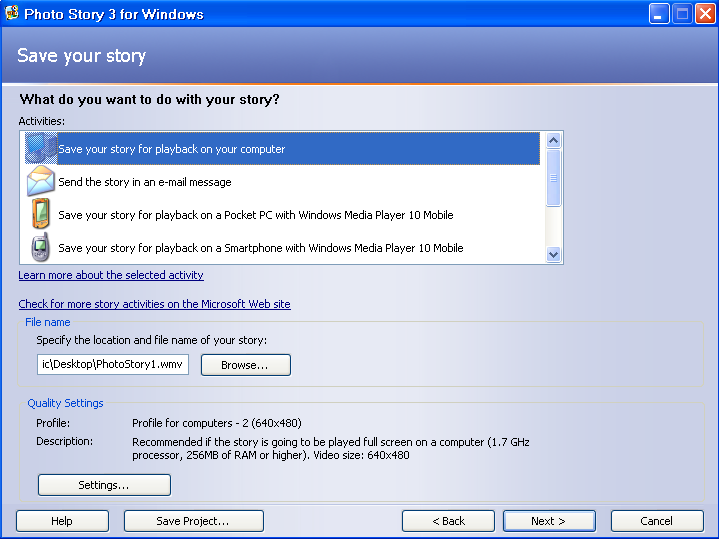 Photo Story 3 for Windows
Save your story
What do you want to do with your story?
Activities:
Save your story for playback on your computer
Send the story in an e-mail message
Save your story for playback on a Pocket PC with Windows Media Player 10 Mobile
Save your story for playback on a Smartphone with Windows Media Player 10 Mobile
Learn more about the selected activity
Check for more story activities on the Microsoft Web site
File name
Specify the location and file name of your story:
ic\Desktop\PhotoStory1.wmv
Browse...
Quality Settings
Profile: Profile for computers - 2 (640x480)
Description: Recommended if the story is going to be played full screen on a computer (1.7 GHz
processor, 256MB of RAM or higher). Video size: 640x480
Settings...
Help Save Project... < Back Next > Cancel